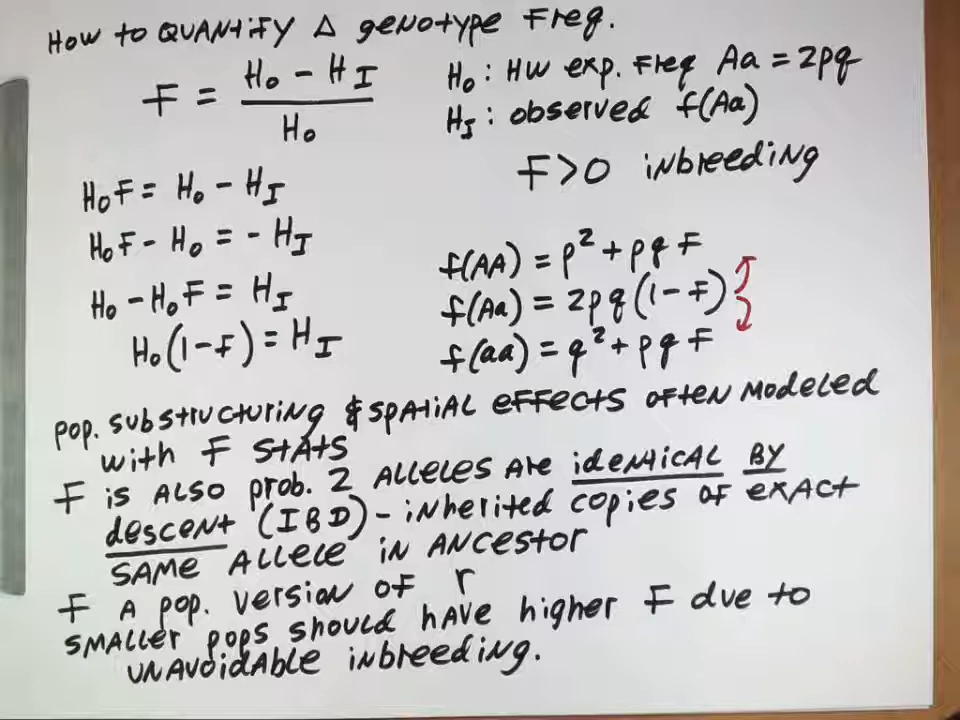 How to QUANTIFY Δ genotype Freq.
F = (H₀ − H_I) / H₀
H₀: HW exp. Freq Aa = 2pq
H_I: observed f(Aa)
F>0 inbreeding
H₀F = H₀ − H_I
H₀F − H₀ = − H_I
H₀ − H₀F = H_I
H₀(1−F) = H_I
f(AA) = p² + pqF
f(Aa) = 2pq(1−F)
f(aa) = q² + pqF
pop. substructuring & spatial effects often modeled
with F stats
F is also prob. 2 alleles are identical by
descent (IBD) - inherited copies of exact
same allele in ancestor
F a pop. version of r
smaller pops should have higher F due to
unavoidable inbreeding.